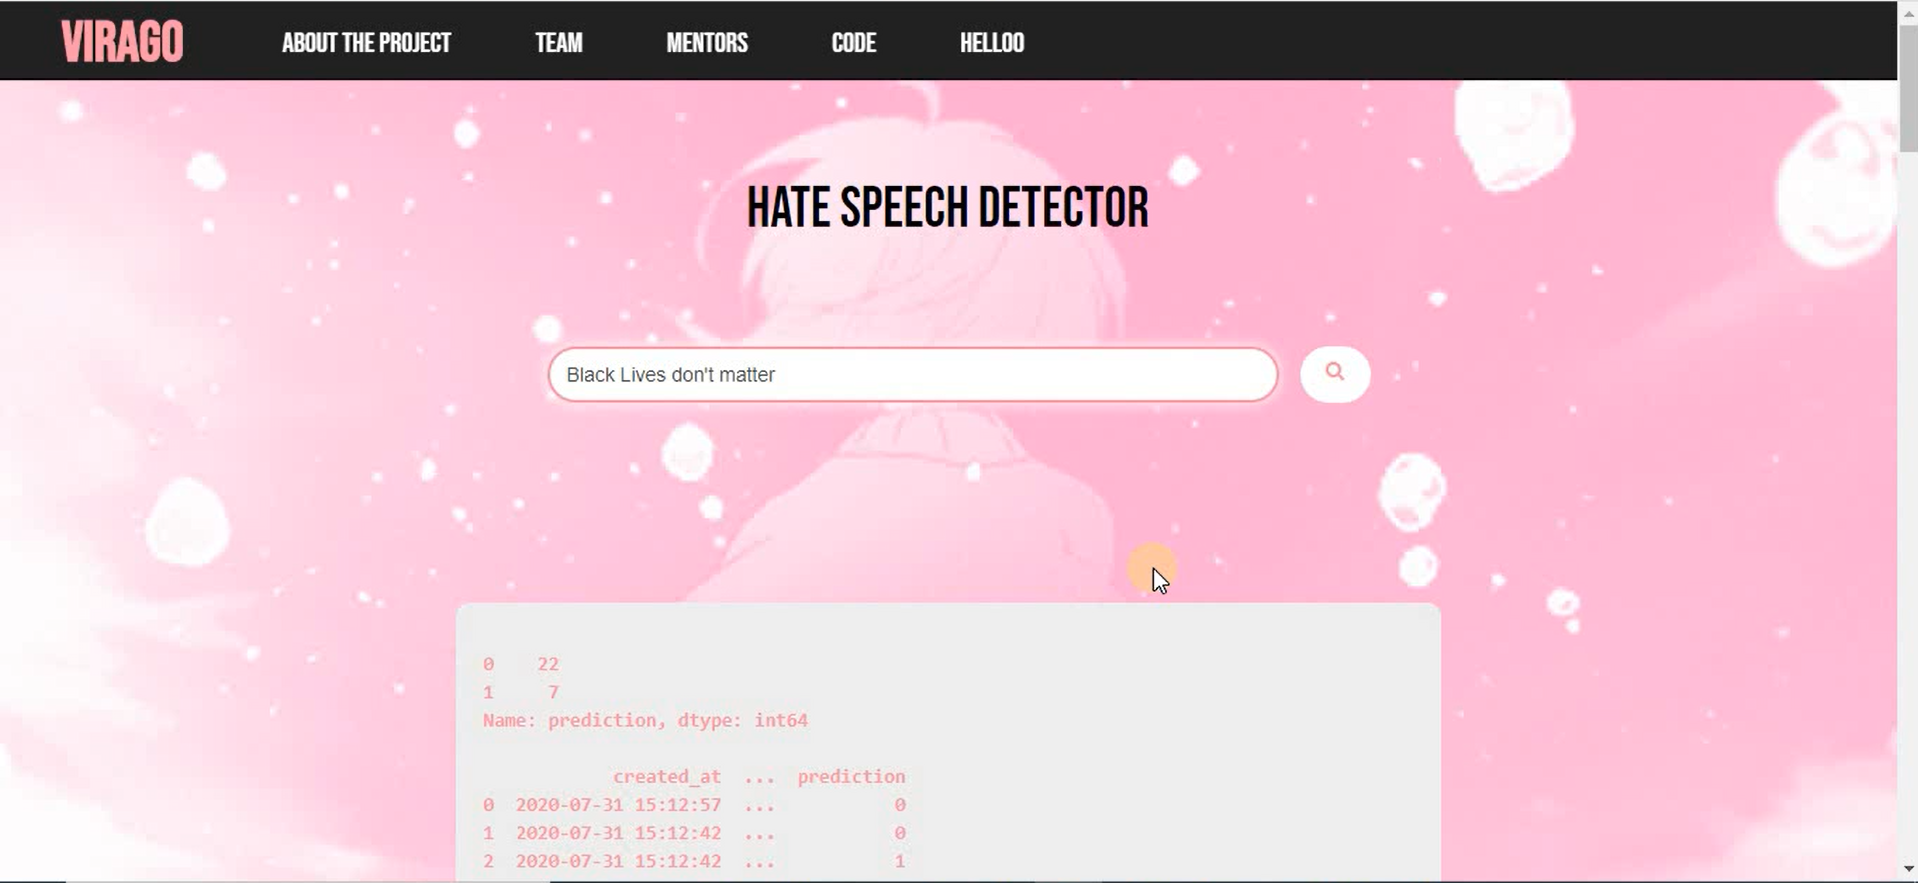 VIRAGO ABOUT THE PROJECT TEAM MENTORS CODE HELLOO
HATE SPEECH DETECTOR
Black Lives don't matter
0 22
1 7
Name: prediction, dtype: int64
created_at ... prediction
0 2020-07-31 15:12:57 ... 0
1 2020-07-31 15:12:42 ... 0
2 2020-07-31 15:12:42 ... 1